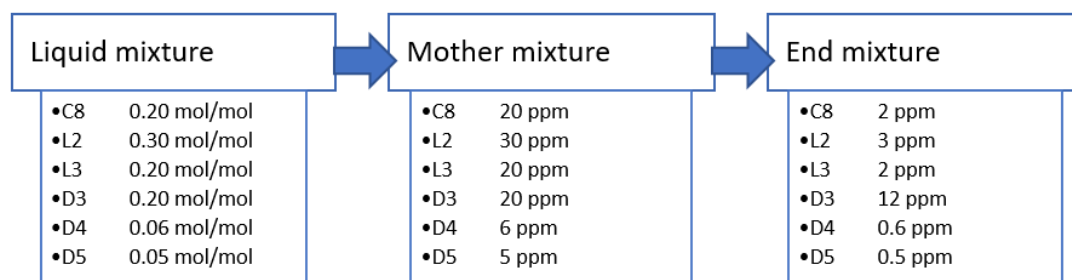 Liquid mixture
•C8 0.20 mol/mol
•L2 0.30 mol/mol
•L3 0.20 mol/mol
•D3 0.20 mol/mol
•D4 0.06 mol/mol
•D5 0.05 mol/mol
Mother mixture
•C8 20 ppm
•L2 30 ppm
•L3 20 ppm
•D3 20 ppm
•D4 6 ppm
•D5 5 ppm
End mixture
•C8 2 ppm
•L2 3 ppm
•L3 2 ppm
•D3 12 ppm
•D4 0.6 ppm
•D5 0.5 ppm